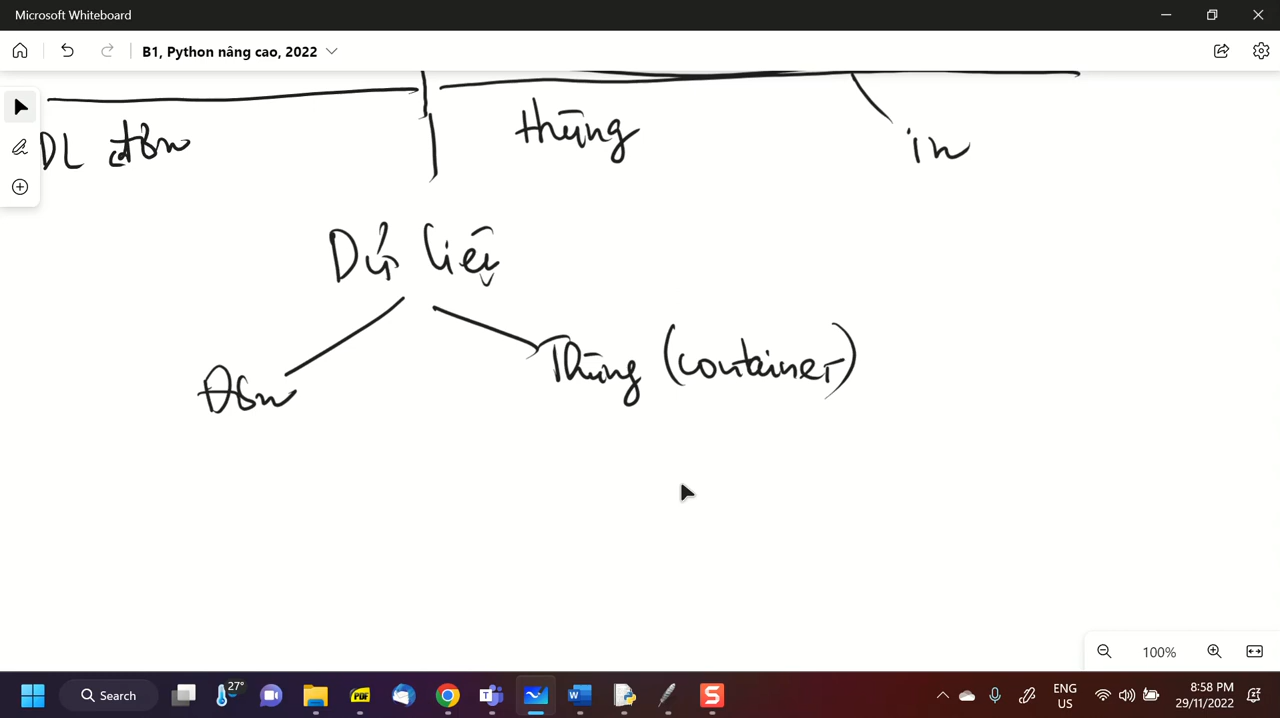 Microsoft Whiteboard
B1, Python nâng cao, 2022
DL đơn
thùng
in
Dữ liệu
Đơn
Thùng (container)
100%
27°
Search
PDF
W
S
ENG
US
8:58 PM
29/11/2022